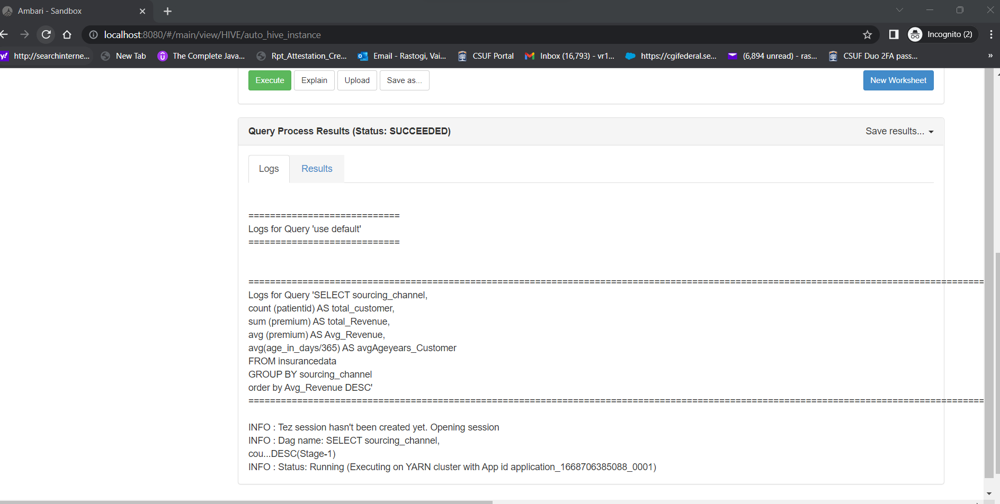 Ambari - Sandbox
localhost:8080/#/main/view/HIVE/auto_hive_instance
Incognito (2)
http://searchinterne...
New Tab
The Complete Java...
Rpt_Attestation_Cre...
Email - Rastogi, Vai...
CSUF Portal
Inbox (16,793) - vr1...
https://cgifederal.se...
(6,894 unread) - ras...
CSUF Duo 2FA pass...
»
Execute
Explain
Upload
Save as...
New Worksheet
Query Process Results (Status: SUCCEEDED)
Save results...
Logs
Results
============================
Logs for Query 'use default'
============================
========================================================================================================================================
Logs for Query 'SELECT sourcing_channel,
count (patientid) AS total_customer,
sum (premium) AS total_Revenue,
avg (premium) AS Avg_Revenue,
avg(age_in_days/365) AS avgAgeyears_Customer
FROM insurancedata
GROUP BY sourcing_channel
order by Avg_Revenue DESC'
========================================================================================================================================
INFO : Tez session hasn't been created yet. Opening session
INFO : Dag name: SELECT sourcing_channel,
cou...DESC(Stage-1)
INFO : Status: Running (Executing on YARN cluster with App id application_1668706385088_0001)